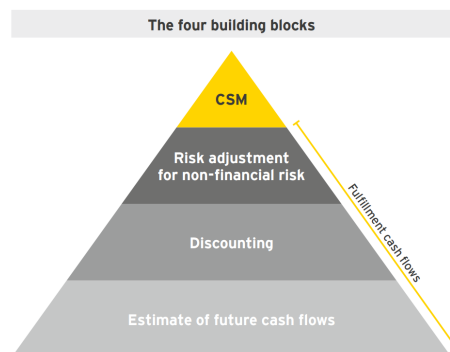 The four building blocks
CSM
Risk adjustment
for non-financial risk
Fulfillment cash flows
Discounting
Estimate of future cash flows